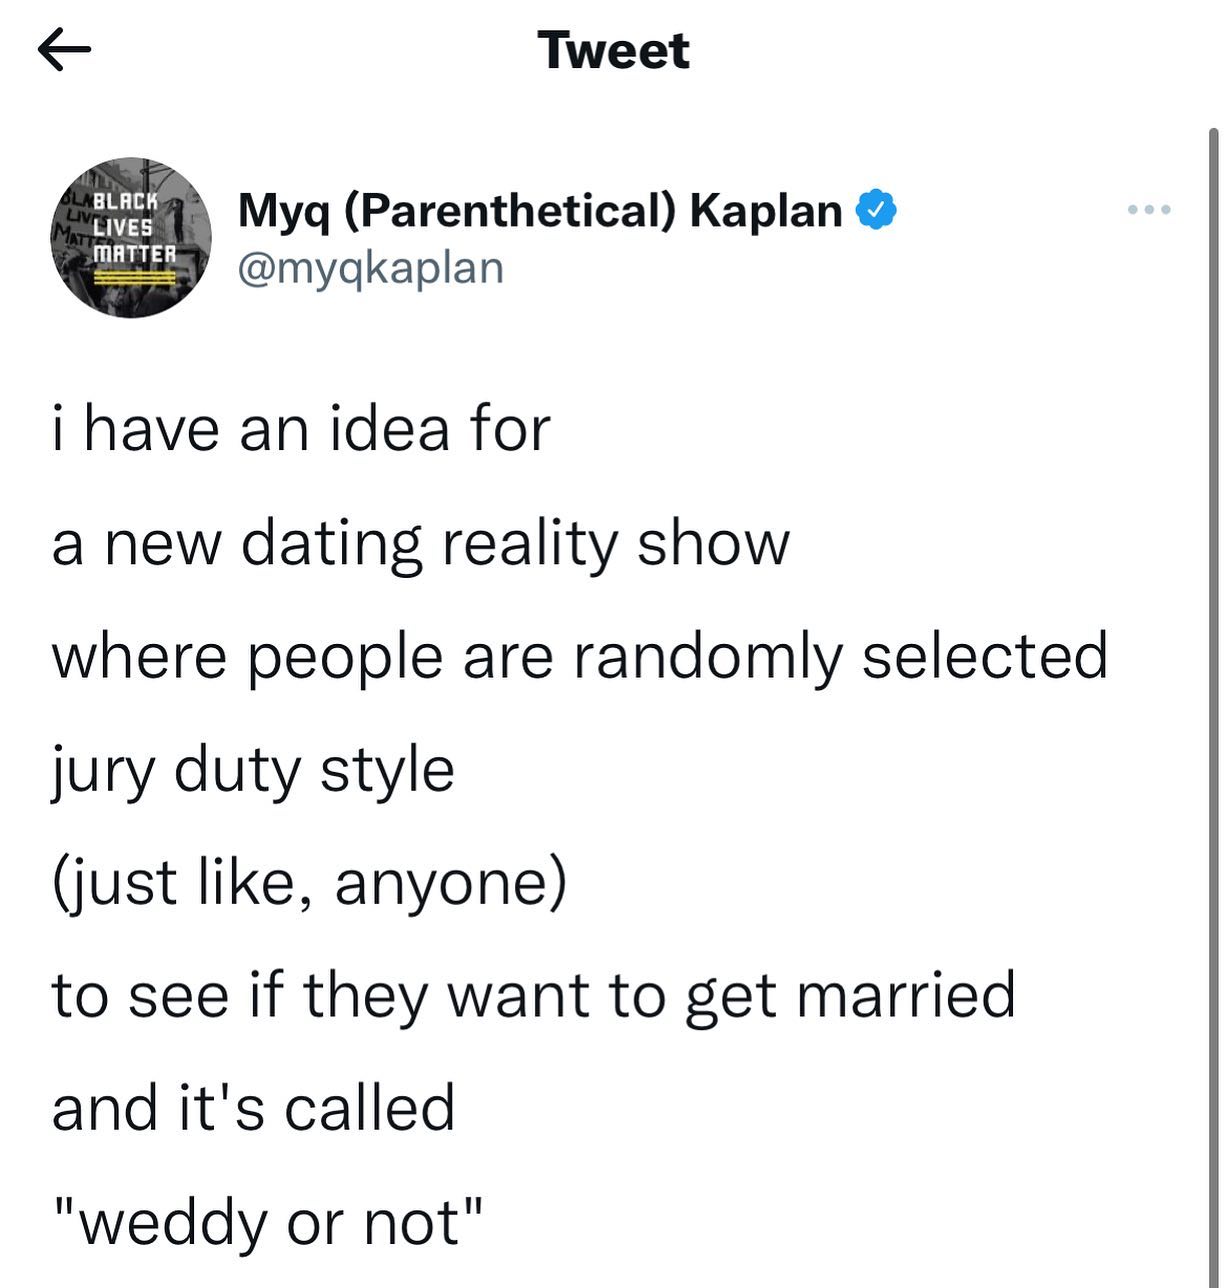 Tweet
BLACK
LIVES
MATTER
Myq (Parenthetical) Kaplan
@myqkaplan
i have an idea for
a new dating reality show
where people are randomly selected
jury duty style
(just like, anyone)
to see if they want to get married
and it's called
"weddy or not"